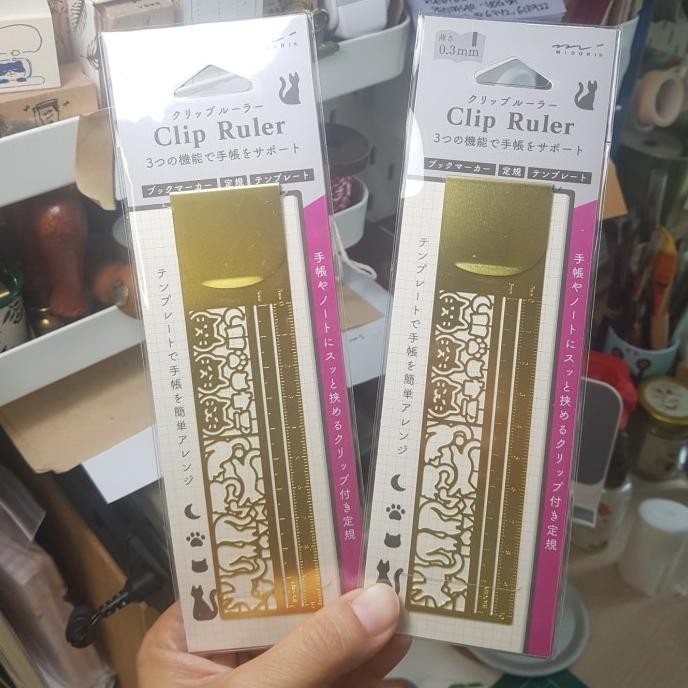 MIDORI
クリップルーラー
Clip Ruler
3つの機能で手帳をサポート
ブックマーカー 定規 テンプレート
テンプレートで手帳を簡単アレンジ
手帳やノートにスッと挟めるクリップ付き定規
薄さ
0.3mm
MIDORI
クリップルーラー
Clip Ruler
3つの機能で手帳をサポート
ブックマーカー 定規 テンプレート
テンプレートで手帳を簡単アレンジ
手帳やノートにスッと挟めるクリップ付き定規